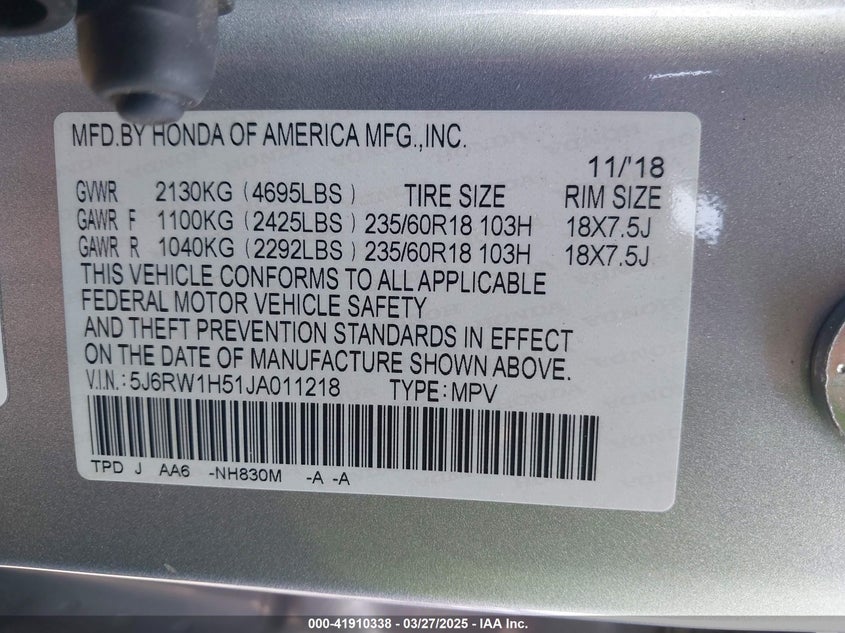 MFD.BY HONDA OF AMERICA MFG.,INC.
11/'18
GVWR 2130KG (4695LBS) TIRE SIZE RIM SIZE
GAWR F 1100KG (2425LBS) 235/60R18 103H 18X7.5J
GAWR R 1040KG (2292LBS) 235/60R18 103H 18X7.5J
THIS VEHICLE CONFORMS TO ALL APPLICABLE
FEDERAL MOTOR VEHICLE SAFETY
AND THEFT PREVENTION STANDARDS IN EFFECT
ON THE DATE OF MANUFACTURE SHOWN ABOVE.
V.I.N.:5J6RW1H51JA011218 TYPE:MPV
TPD J AA6 -NH830M -A -A
000-41910338 — 03/27/2025 — IAA Inc.